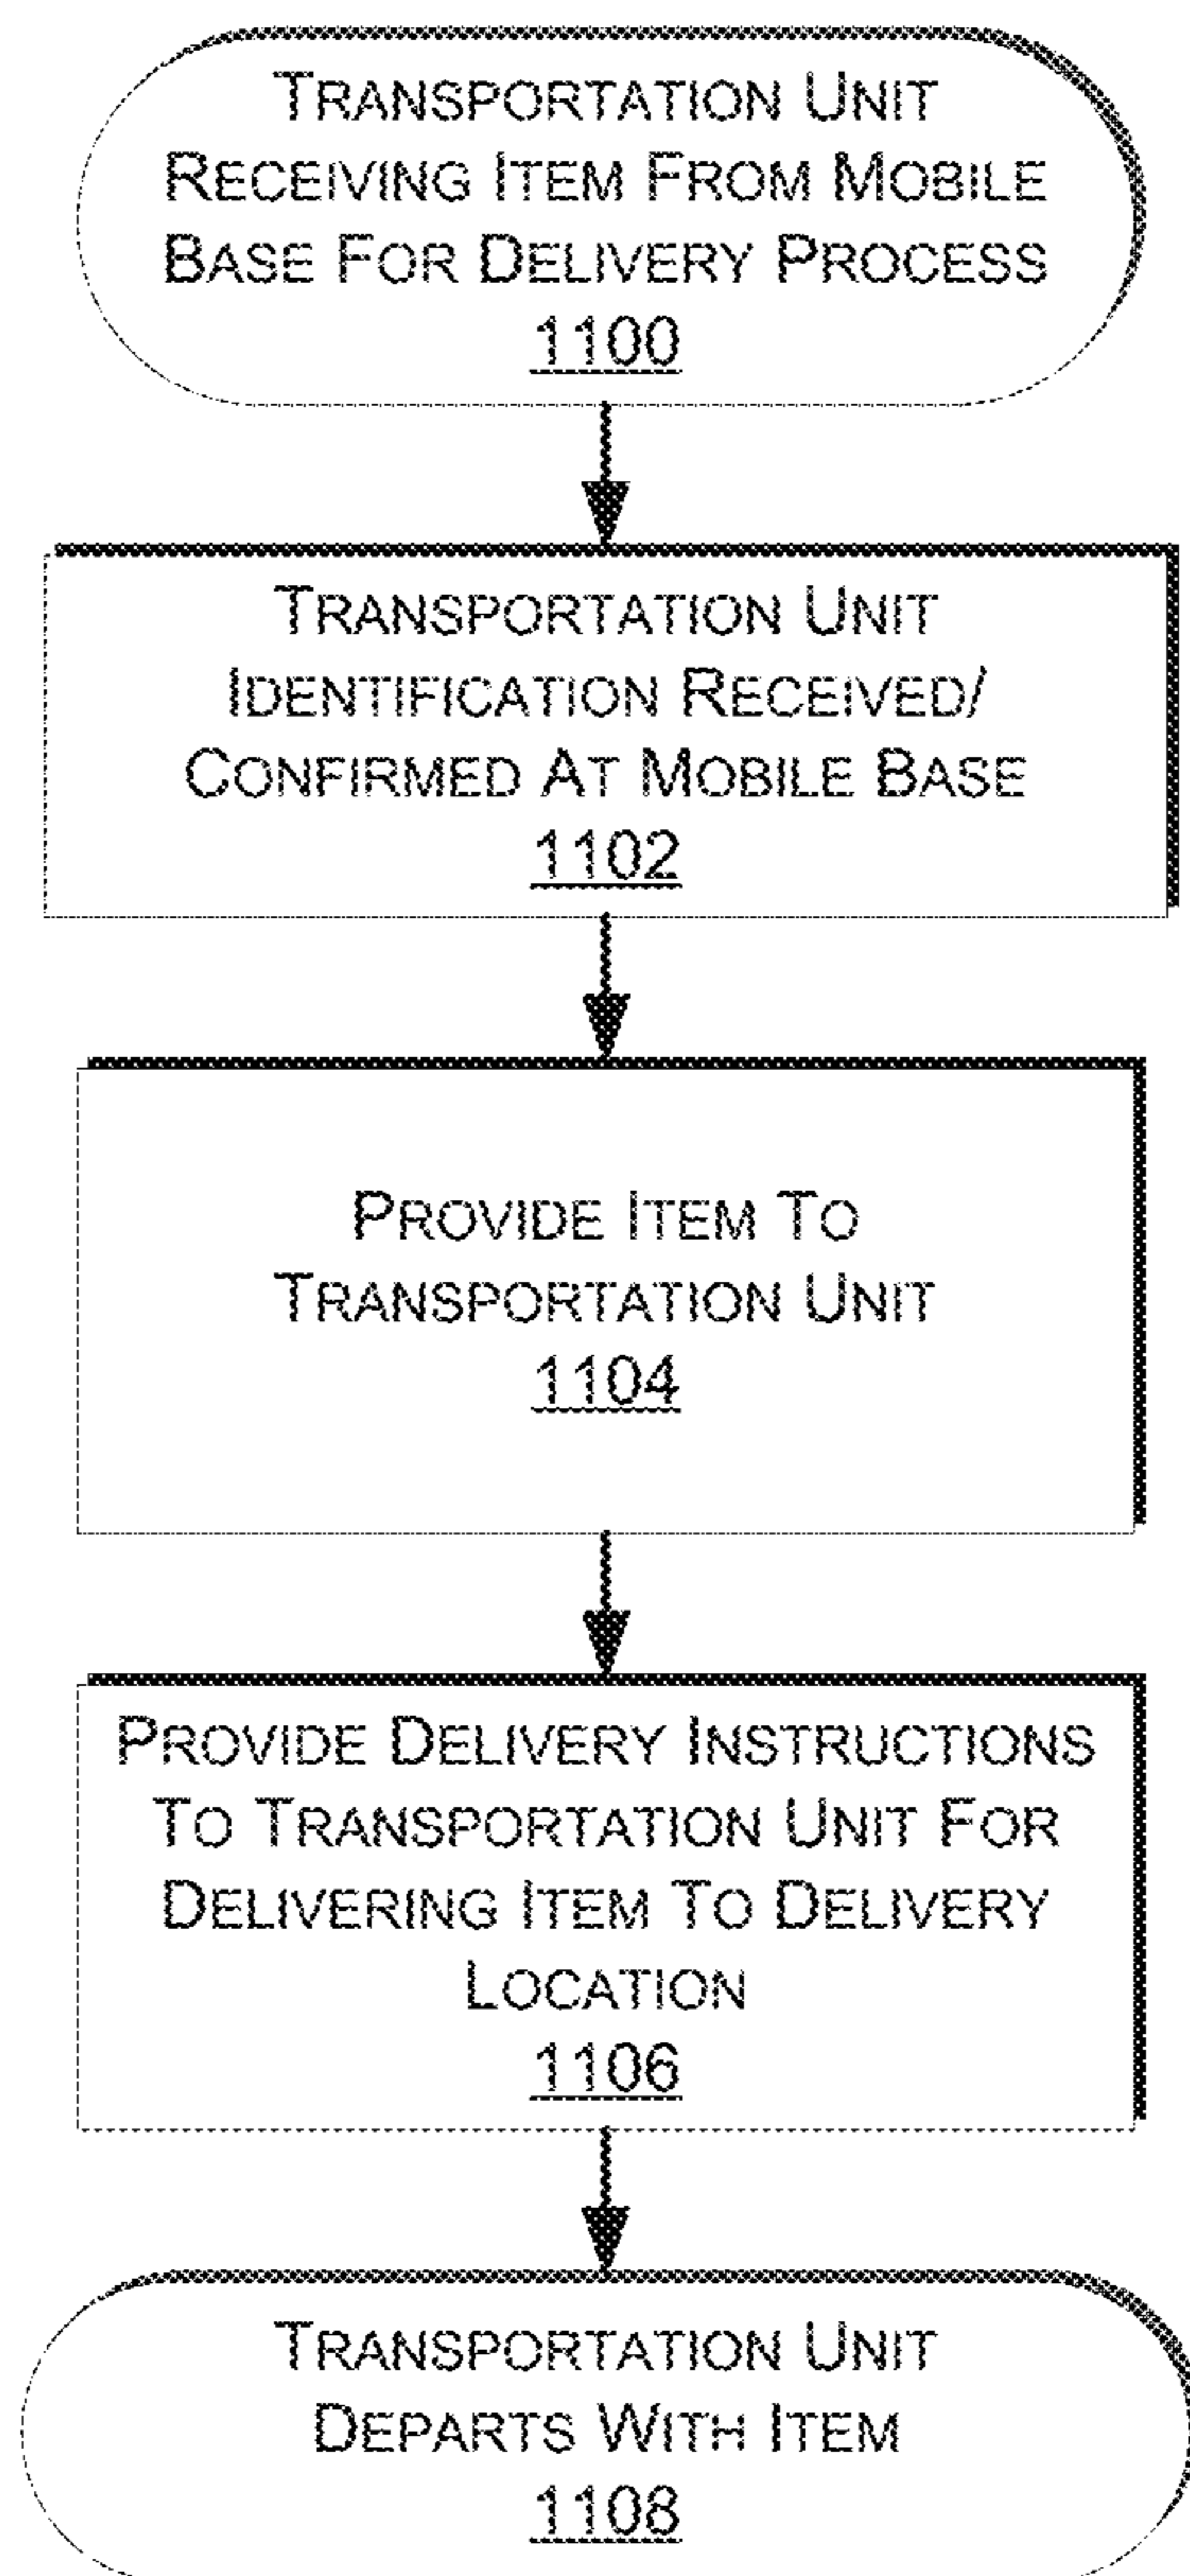 TRANSPORTATION UNIT
RECEIVING ITEM FROM MOBILE
BASE FOR DELIVERY PROCESS
1100
TRANSPORTATION UNIT
IDENTIFICATION RECEIVED/
CONFIRMED AT MOBILE BASE
1102
PROVIDE ITEM TO
TRANSPORTATION UNIT
1104
PROVIDE DELIVERY INSTRUCTIONS
TO TRANSPORTATION UNIT FOR
DELIVERING ITEM TO DELIVERY
LOCATION
1106
TRANSPORTATION UNIT
DEPARTS WITH ITEM
1108